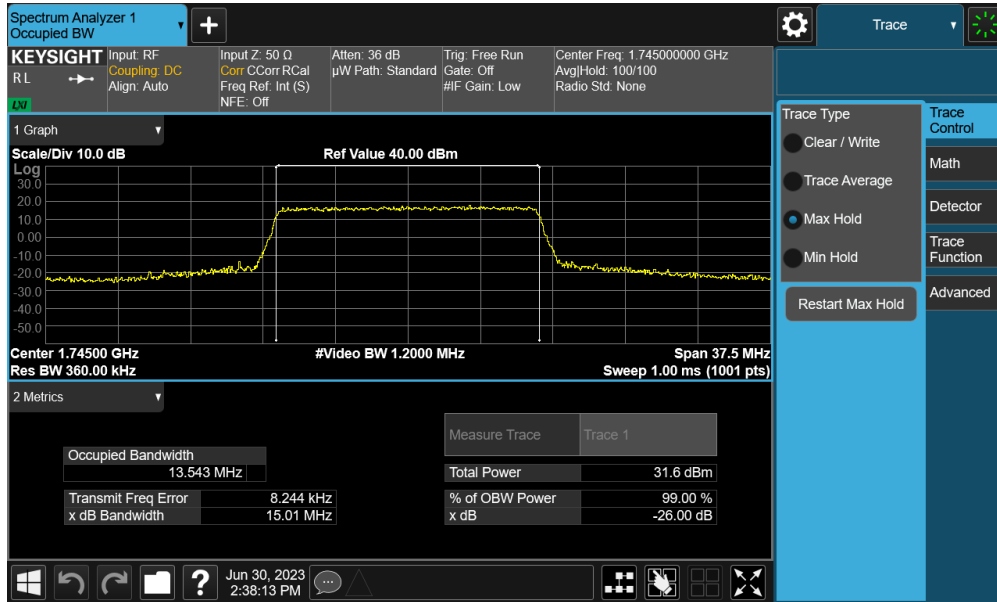 Spectrum Analyzer 1
Occupied BW
+
Trace
KEYSIGHT
R L
LXI
Input: RF
Coupling: DC
Align: Auto
Input Z: 50 Ω
Corr CCorr RCal
Freq Ref: Int (S)
NFE: Off
Atten: 36 dB
µW Path: Standard
Trig: Free Run
Gate: Off
#IF Gain: Low
Center Freq: 1.745000000 GHz
Avg|Hold: 100/100
Radio Std: None
1 Graph
Scale/Div 10.0 dB
Ref Value 40.00 dBm
Log
30.0
20.0
10.0
0.00
-10.0
-20.0
-30.0
-40.0
-50.0
Center 1.74500 GHz
#Video BW 1.2000 MHz
Span 37.5 MHz
Res BW 360.00 kHz
Sweep 1.00 ms (1001 pts)
2 Metrics
Measure Trace
Trace 1
Occupied Bandwidth
13.543 MHz
Total Power
31.6 dBm
Transmit Freq Error
8.244 kHz
% of OBW Power
99.00 %
x dB Bandwidth
15.01 MHz
x dB
-26.00 dB
Trace Type
Clear / Write
Trace Average
Max Hold
Min Hold
Restart Max Hold
Trace
Control
Math
Detector
Trace
Function
Advanced
?
Jun 30, 2023
2:38:13 PM